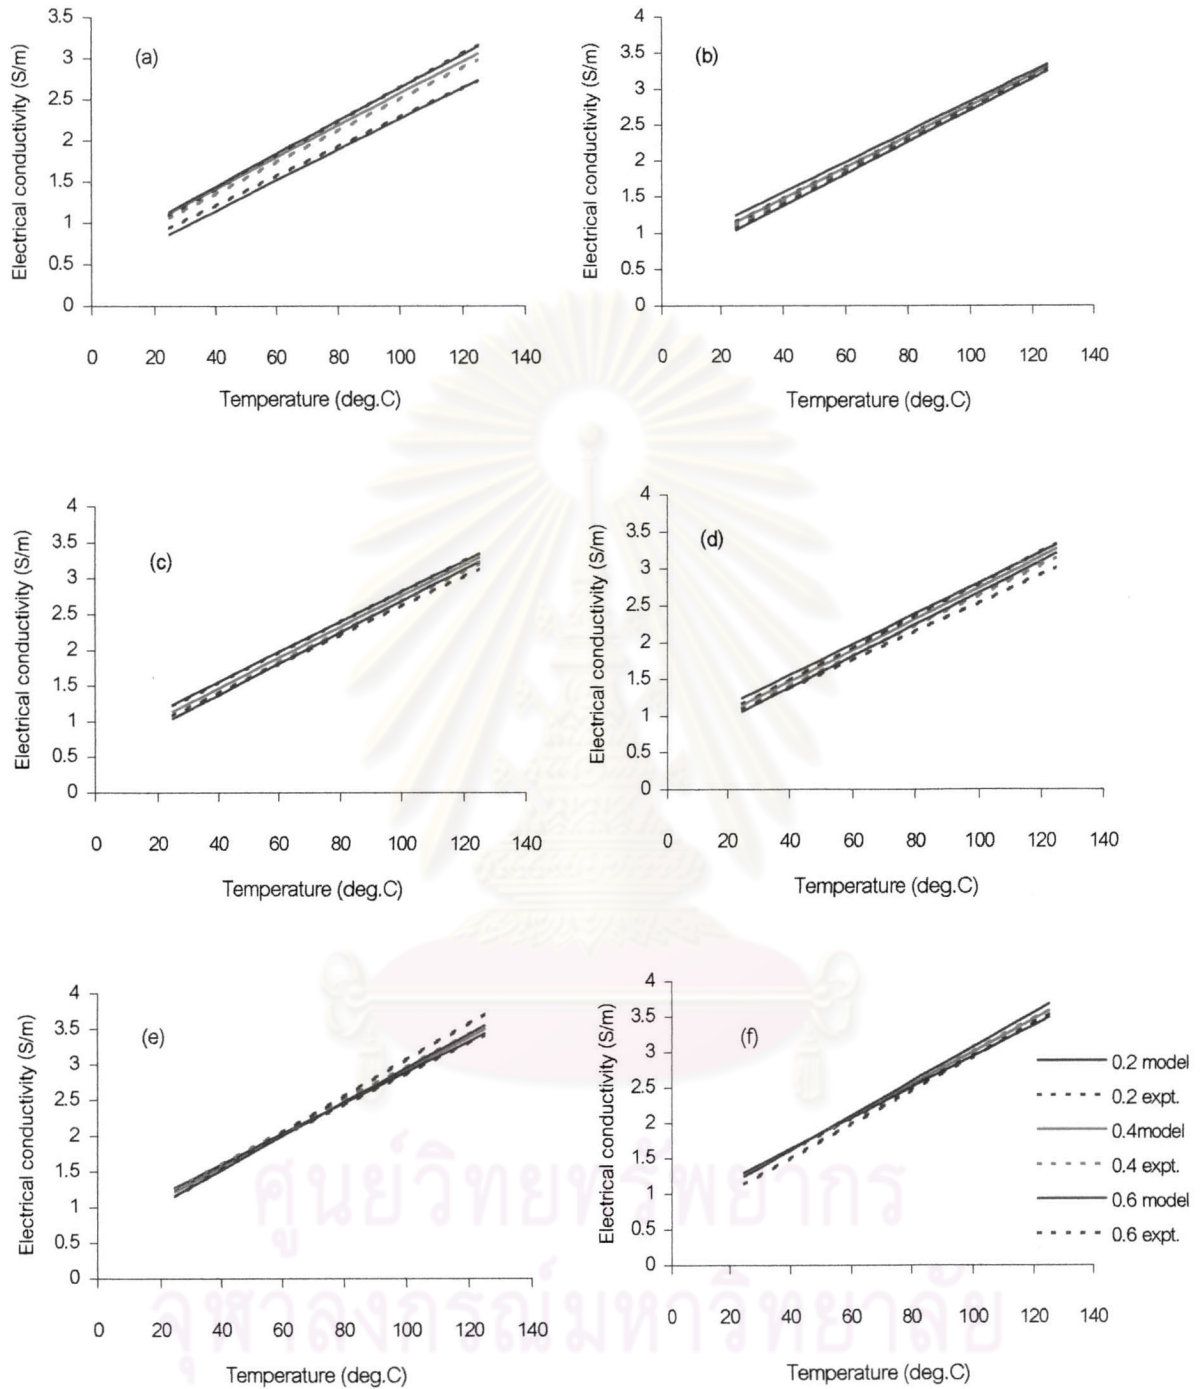 (a)
Electrical conductivity (S/m)
3.5
3
2.5
2
1.5
1
0.5
0
0 20 40 60 80 100 120 140
Temperature (deg.C)
(b)
Electrical conductivity (S/m)
4
3.5
3
2.5
2
1.5
1
0.5
0
0 20 40 60 80 100 120 140
Temperature (deg.C)
(c)
Electrical conductivity (S/m)
4
3.5
3
2.5
2
1.5
1
0.5
0
0 20 40 60 80 100 120 140
Temperature (deg.C)
(d)
Electrical conductivity (S/m)
4
3.5
3
2.5
2
1.5
1
0.5
0
0 20 40 60 80 100 120 140
Temperature (deg.C)
(e)
Electrical conductivity (S/m)
4
3.5
3
2.5
2
1.5
1
0.5
0
0 20 40 60 80 100 120 140
Temperature (deg.C)
(f)
Electrical conductivity (S/m)
4
3.5
3
2.5
2
1.5
1
0.5
0
0 20 40 60 80 100 120 140
Temperature (deg.C)
0.2 model
0.2 expt.
0.4model
0.4 expt.
0.6 model
0.6 expt.
ศูนย์วิทยทรัพยากร
จุฬาลงกรณ์มหาวิทยาลัย